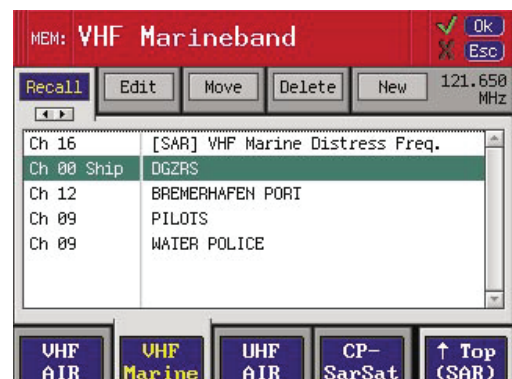 MEM: VHF Marineband
Ok
Esc
Recall Edit Move Delete New 121.650 MHz
Ch 16 [SAR] VHF Marine Distress Freq.
Ch 00 Ship DGZRS
Ch 12 BREMERHAFEN PORT
Ch 09 PILOTS
Ch 09 WATER POLICE
VHF AIR
VHF Marine
UHF AIR
CP-SarSat
↑ Top (SAR)